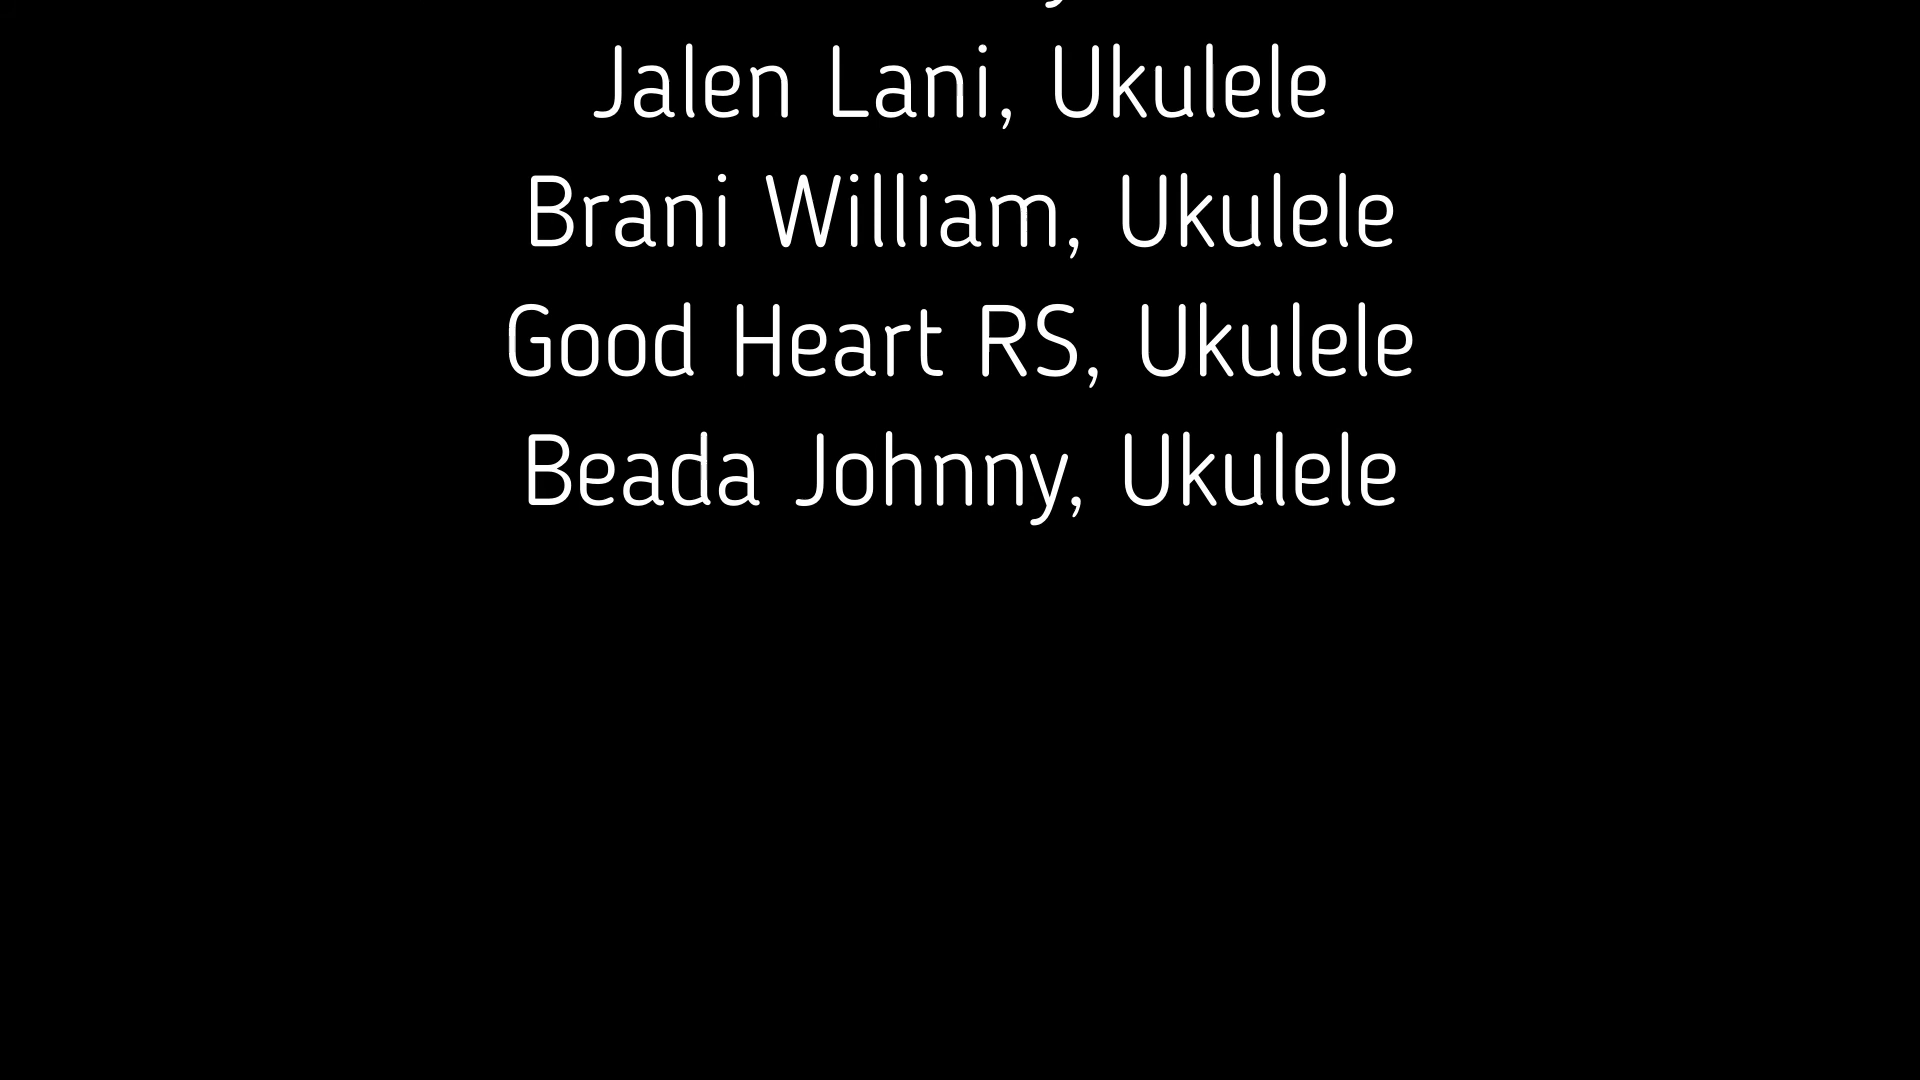 Jalen Lani, Ukulele
Brani William, Ukulele
Good Heart RS, Ukulele
Beada Johnny, Ukulele